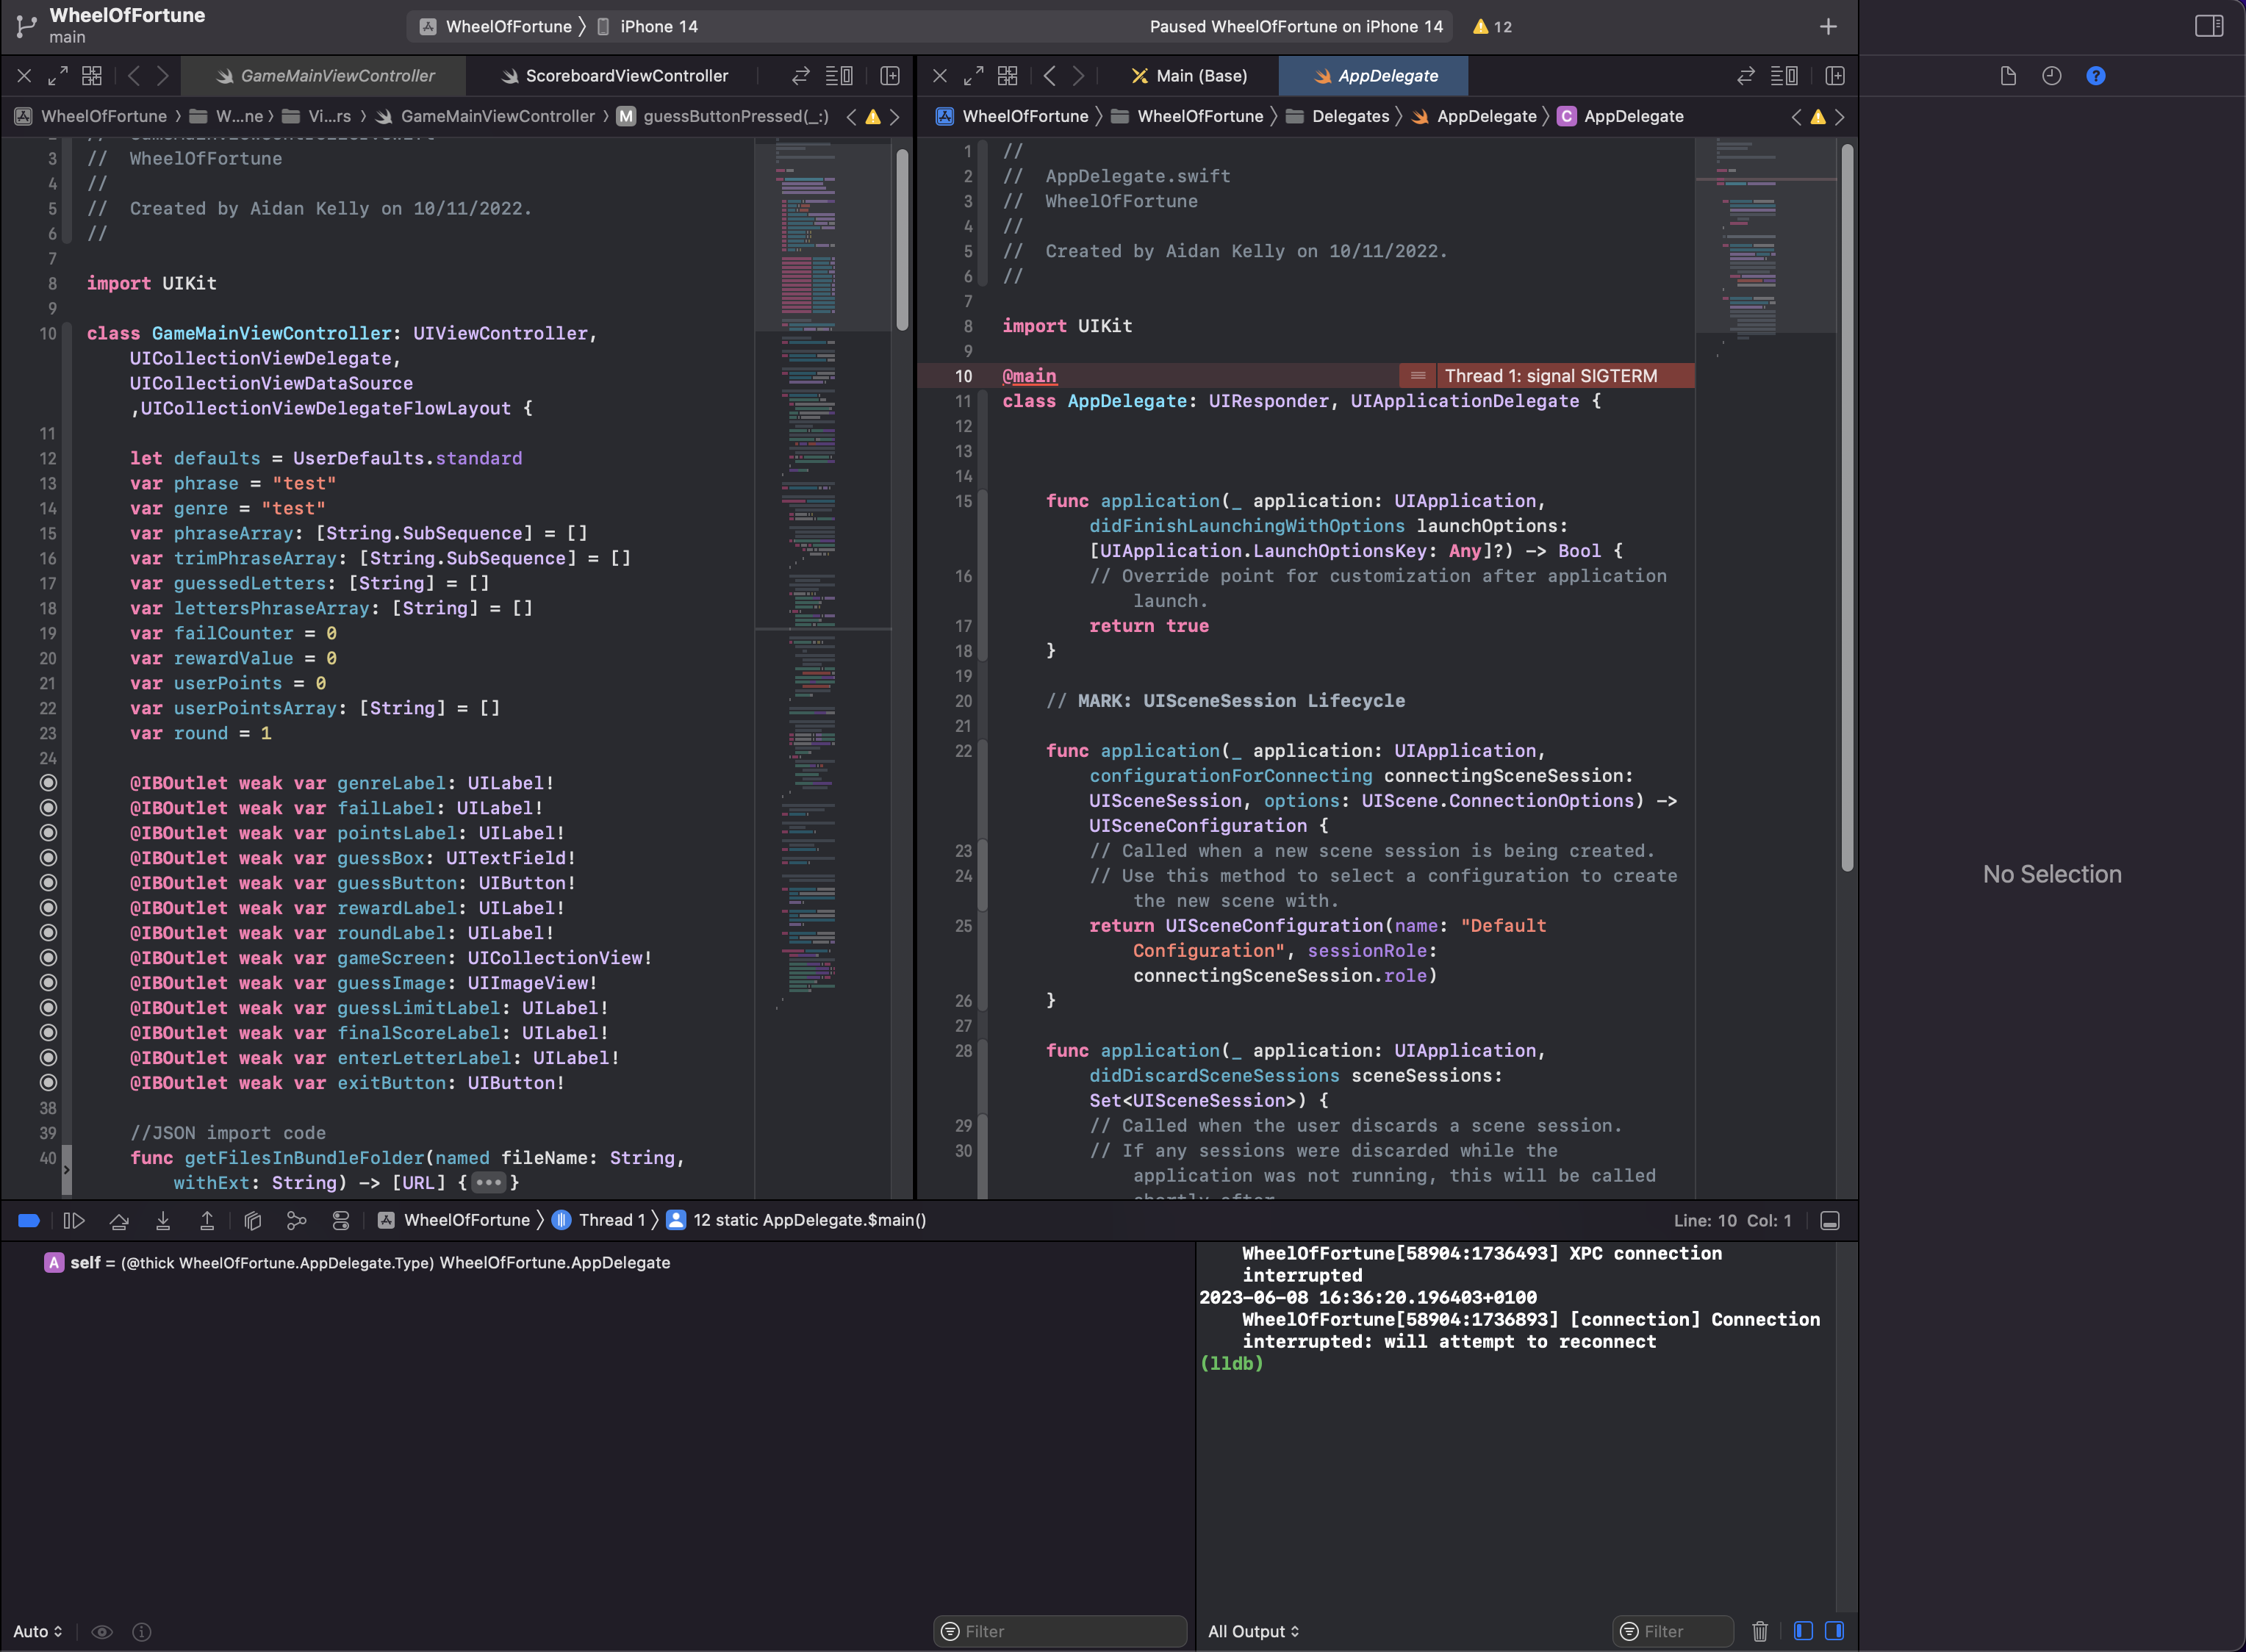 WheelOfFortune
main
WheelOfFortune 〉 iPhone 14
Paused WheelOfFortune on iPhone 14
12
GameMainViewController
ScoreboardViewController
WheelOfFortune 〉 W...ne 〉 Vi...rs 〉 GameMainViewController 〉 M guessButtonPressed(_:)
3 // WheelOfFortune
4 //
5 // Created by Aidan Kelly on 10/11/2022.
6 //
7
8 import UIKit
9
10 class GameMainViewController: UIViewController,
UICollectionViewDelegate,
UICollectionViewDataSource
,UICollectionViewDelegateFlowLayout {
11
12 let defaults = UserDefaults.standard
13 var phrase = "test"
14 var genre = "test"
15 var phraseArray: [String.SubSequence] = []
16 var trimPhraseArray: [String.SubSequence] = []
17 var guessedLetters: [String] = []
18 var lettersPhraseArray: [String] = []
19 var failCounter = 0
20 var rewardValue = 0
21 var userPoints = 0
22 var userPointsArray: [String] = []
23 var round = 1
24
@IBOutlet weak var genreLabel: UILabel!
@IBOutlet weak var failLabel: UILabel!
@IBOutlet weak var pointsLabel: UILabel!
@IBOutlet weak var guessBox: UITextField!
@IBOutlet weak var guessButton: UIButton!
@IBOutlet weak var rewardLabel: UILabel!
@IBOutlet weak var roundLabel: UILabel!
@IBOutlet weak var gameScreen: UICollectionView!
@IBOutlet weak var guessImage: UIImageView!
@IBOutlet weak var guessLimitLabel: UILabel!
@IBOutlet weak var finalScoreLabel: UILabel!
@IBOutlet weak var enterLetterLabel: UILabel!
@IBOutlet weak var exitButton: UIButton!
38
39 //JSON import code
40 func getFilesInBundleFolder(named fileName: String,
withExt: String) -> [URL] {•••}
Main (Base)
AppDelegate
WheelOfFortune 〉 WheelOfFortune 〉 Delegates 〉 AppDelegate 〉 C AppDelegate
1 //
2 // AppDelegate.swift
3 // WheelOfFortune
4 //
5 // Created by Aidan Kelly on 10/11/2022.
6 //
7
8 import UIKit
9
10 @main Thread 1: signal SIGTERM
11 class AppDelegate: UIResponder, UIApplicationDelegate {
12
13
14
15 func application(_ application: UIApplication,
didFinishLaunchingWithOptions launchOptions:
[UIApplication.LaunchOptionsKey: Any]?) -> Bool {
16 // Override point for customization after application
launch.
17 return true
18 }
19
20 // MARK: UISceneSession Lifecycle
21
22 func application(_ application: UIApplication,
configurationForConnecting connectingSceneSession:
UISceneSession, options: UIScene.ConnectionOptions) ->
UISceneConfiguration {
23 // Called when a new scene session is being created.
24 // Use this method to select a configuration to create
the new scene with.
25 return UISceneConfiguration(name: "Default
Configuration", sessionRole:
connectingSceneSession.role)
26 }
27
28 func application(_ application: UIApplication,
didDiscardSceneSessions sceneSessions:
Set<UISceneSession>) {
29 // Called when the user discards a scene session.
30 // If any sessions were discarded while the
application was not running, this will be called
No Selection
WheelOfFortune 〉 Thread 1 〉 12 static AppDelegate.$main()
Line: 10 Col: 1
A self = (@thick WheelOfFortune.AppDelegate.Type) WheelOfFortune.AppDelegate
WheelOfFortune[58904:1736493] XPC connection
interrupted
2023-06-08 16:36:20.196403+0100
WheelOfFortune[58904:1736893] [connection] Connection
interrupted: will attempt to reconnect
(lldb)
Auto
Filter
All Output
Filter